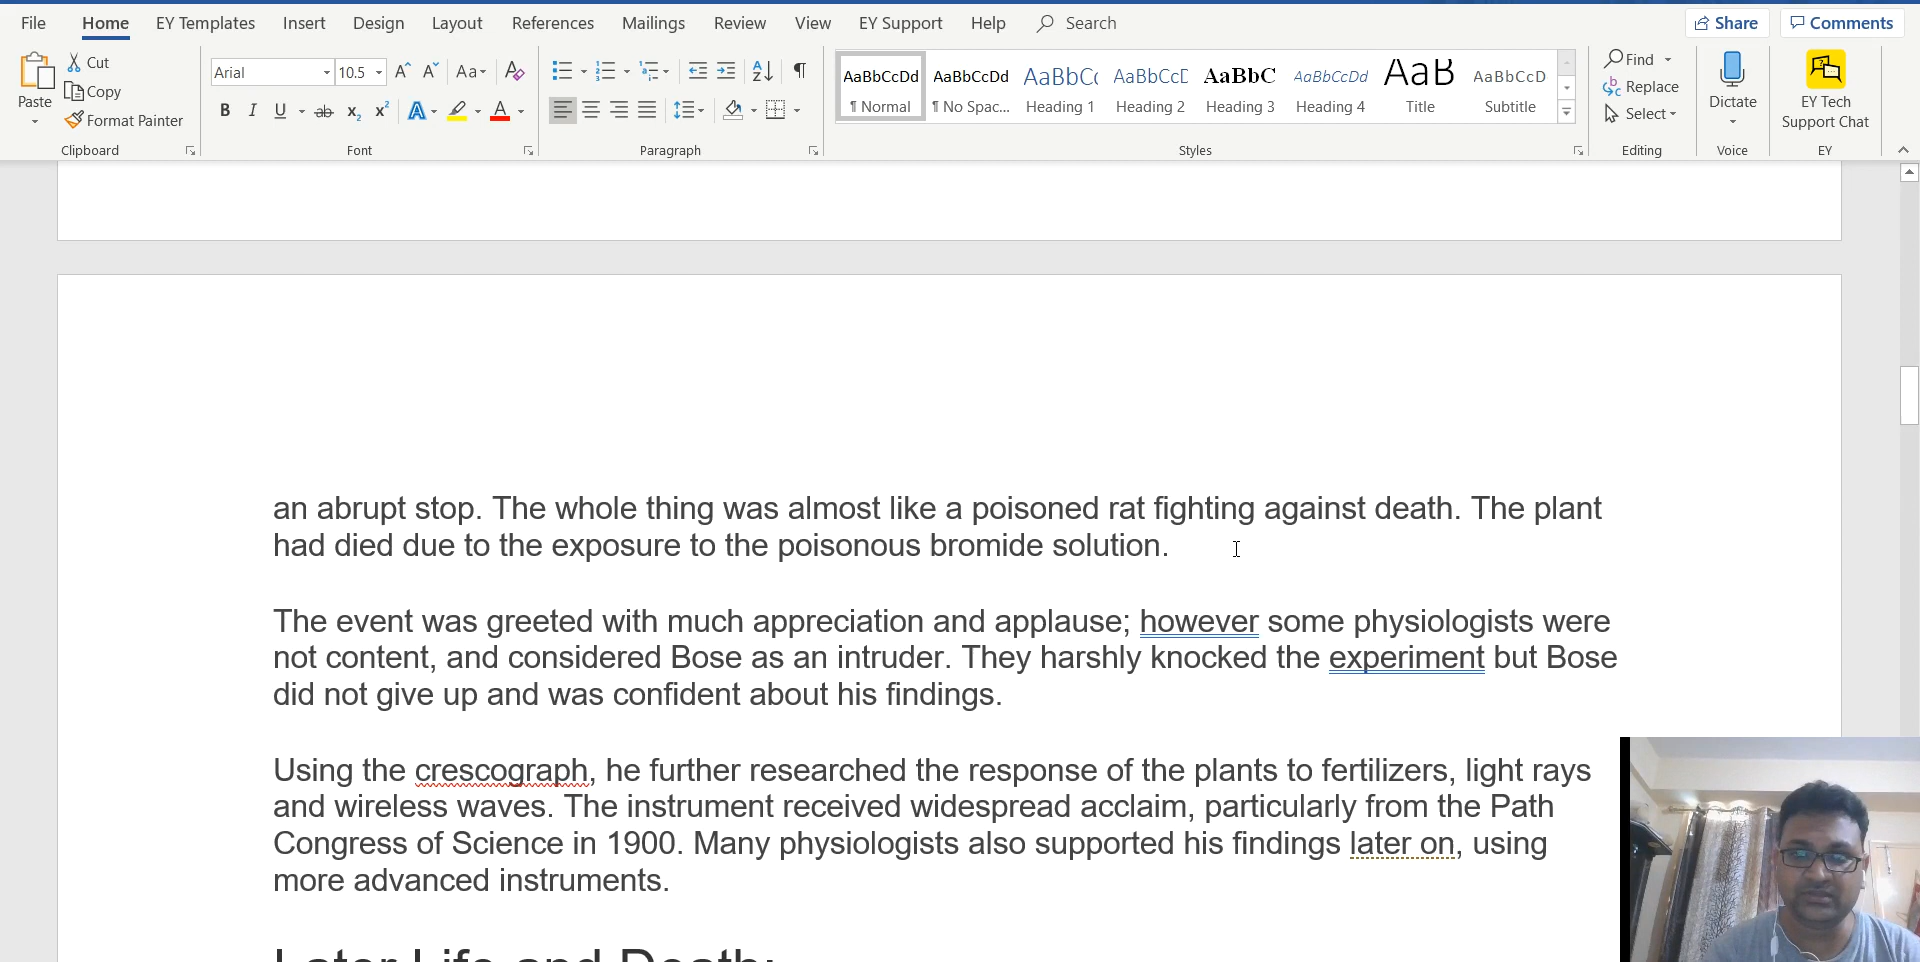 File Home EY Templates Insert Design Layout References Mailings Review View EY Support Help Search Share Comments
Paste Cut Copy Format Painter Clipboard
Arial 10.5 Aa Font
Paragraph
AaBbCcDd ¶ Normal
AaBbCcDd ¶ No Spac...
AaBbCc Heading 1
AaBbCcD Heading 2
AaBbC Heading 3
AaBbCcDd Heading 4
AaB Title
AaBbCcD Subtitle
Styles
Find Replace Select Editing
Dictate Voice
EY Tech Support Chat EY
an abrupt stop. The whole thing was almost like a poisoned rat fighting against death. The plant
had died due to the exposure to the poisonous bromide solution.
The event was greeted with much appreciation and applause; however some physiologists were
not content, and considered Bose as an intruder. They harshly knocked the experiment but Bose
did not give up and was confident about his findings.
Using the crescograph, he further researched the response of the plants to fertilizers, light rays
and wireless waves. The instrument received widespread acclaim, particularly from the Path
Congress of Science in 1900. Many physiologists also supported his findings later on, using
more advanced instruments.
Later Life and Death: